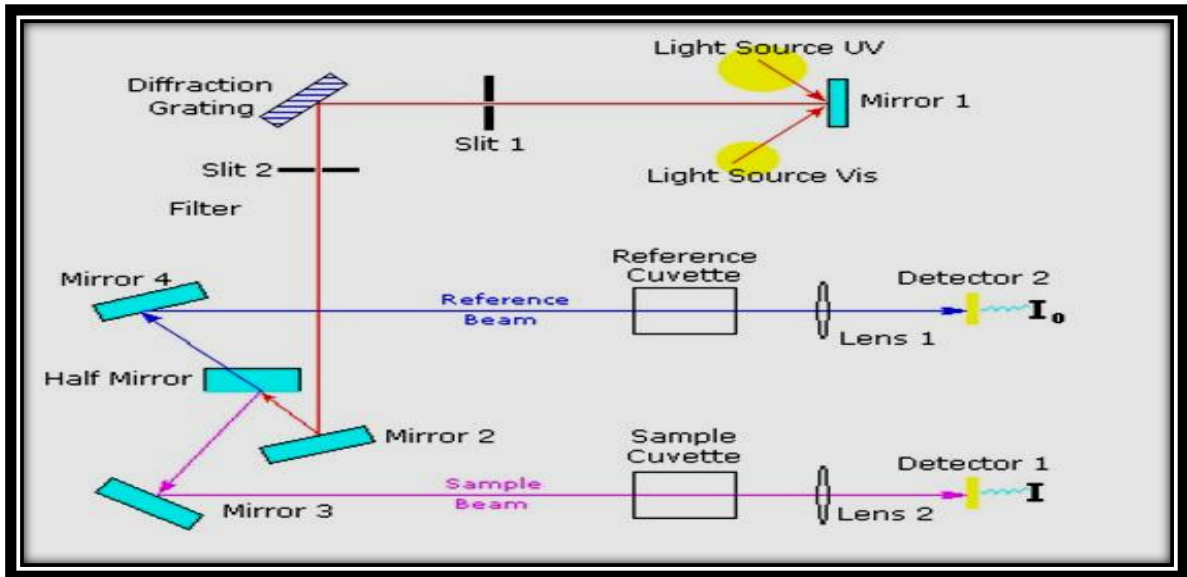 Light Source UV
Diffraction
Grating
Mirror 1
Slit 1
Slit 2
Light Source Vis
Filter
Reference
Cuvette
Mirror 4
Detector 2
Reference
Beam
I₀
Lens 1
Half Mirror
Mirror 2
Sample
Cuvette
Detector 1
Sample
Beam
I
Mirror 3
Lens 2